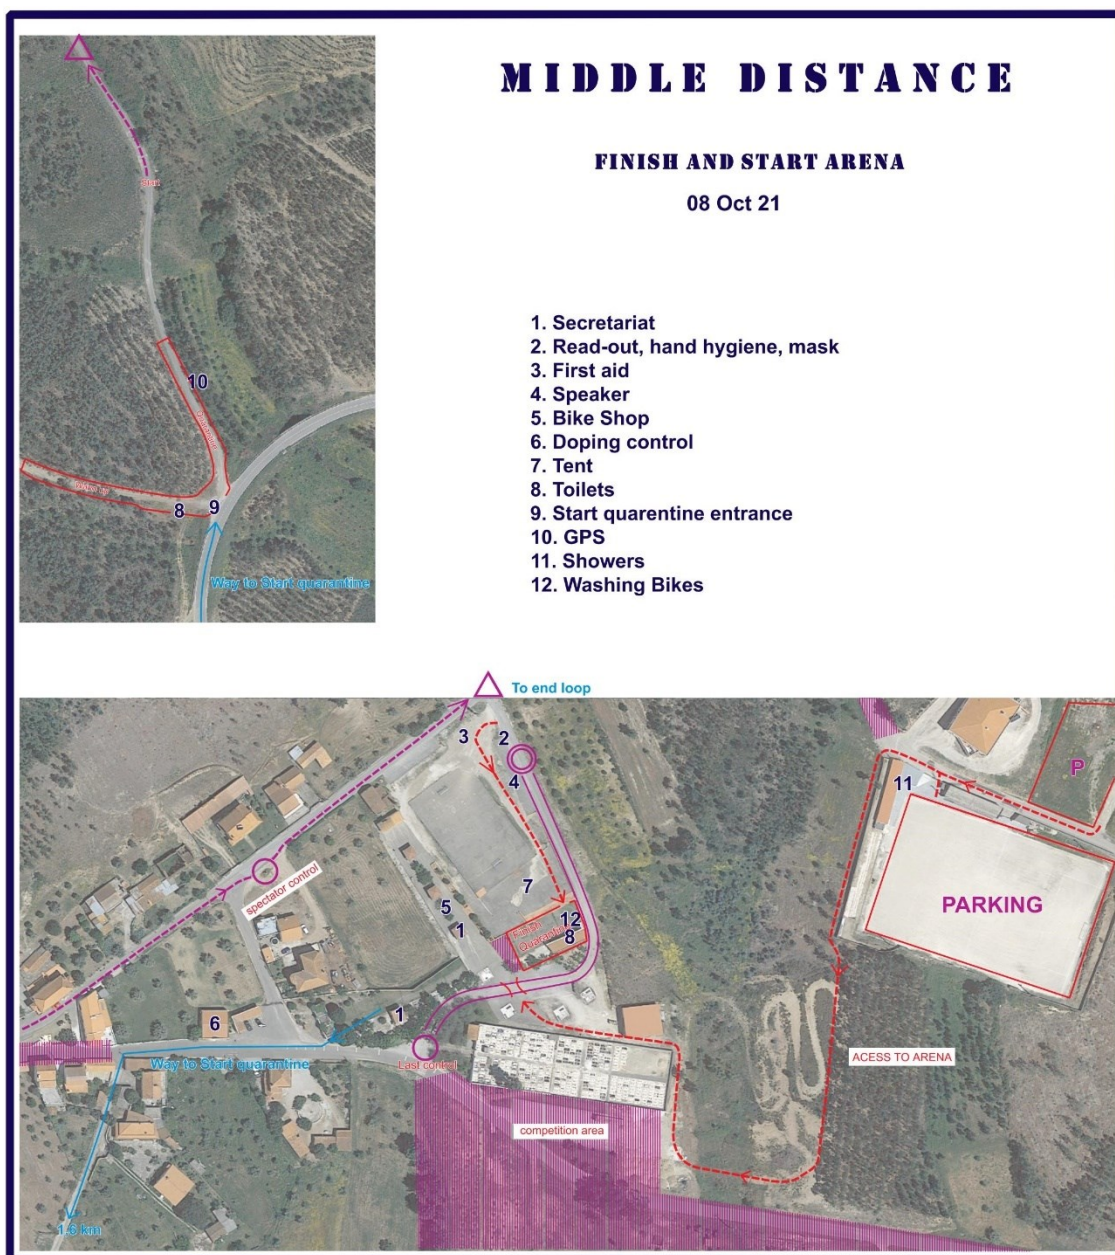 MIDDLE DISTANCE
FINISH AND START ARENA
08 Oct 21
1. Secretariat
2. Read-out, hand hygiene, mask
3. First aid
4. Speaker
5. Bike Shop
6. Doping control
7. Tent
8. Toilets
9. Start quarentine entrance
10. GPS
11. Showers
12. Washing Bikes
Start
10
Quarantine
8
9
Way to Start quarantine
To end loop
3
2
4
11
P
PARKING
spectator control
7
5
1
12
8
Finish
Quarantine
6
1
Way to Start quarantine
Last control
ACESS TO ARENA
competition area
1.6 km